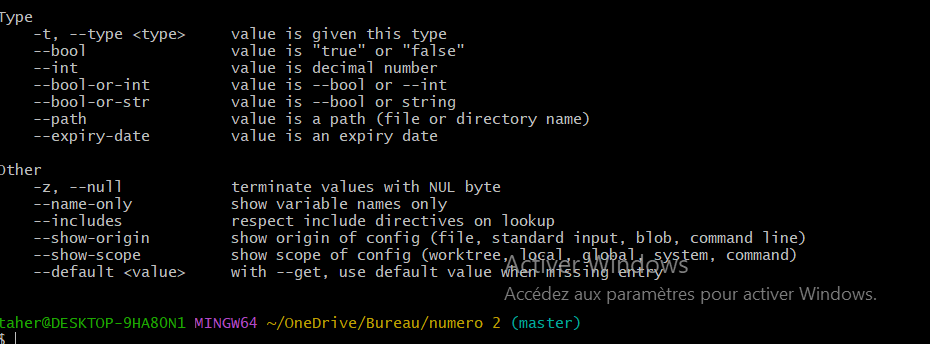 Type
-t, --type <type> value is given this type
--bool value is "true" or "false"
--int value is decimal number
--bool-or-int value is --bool or --int
--bool-or-str value is --bool or string
--path value is a path (file or directory name)
--expiry-date value is an expiry date
Other
-z, --null terminate values with NUL byte
--name-only show variable names only
--includes respect include directives on lookup
--show-origin show origin of config (file, standard input, blob, command line)
--show-scope show scope of config (worktree, local, global, system, command)
--default <value> with --get, use default value when missing entry
Activer Windows
Accédez aux paramètres pour activer Windows.
taher@DESKTOP-9HA8ON1 MINGW64 ~/OneDrive/Bureau/numero 2 (master)
$